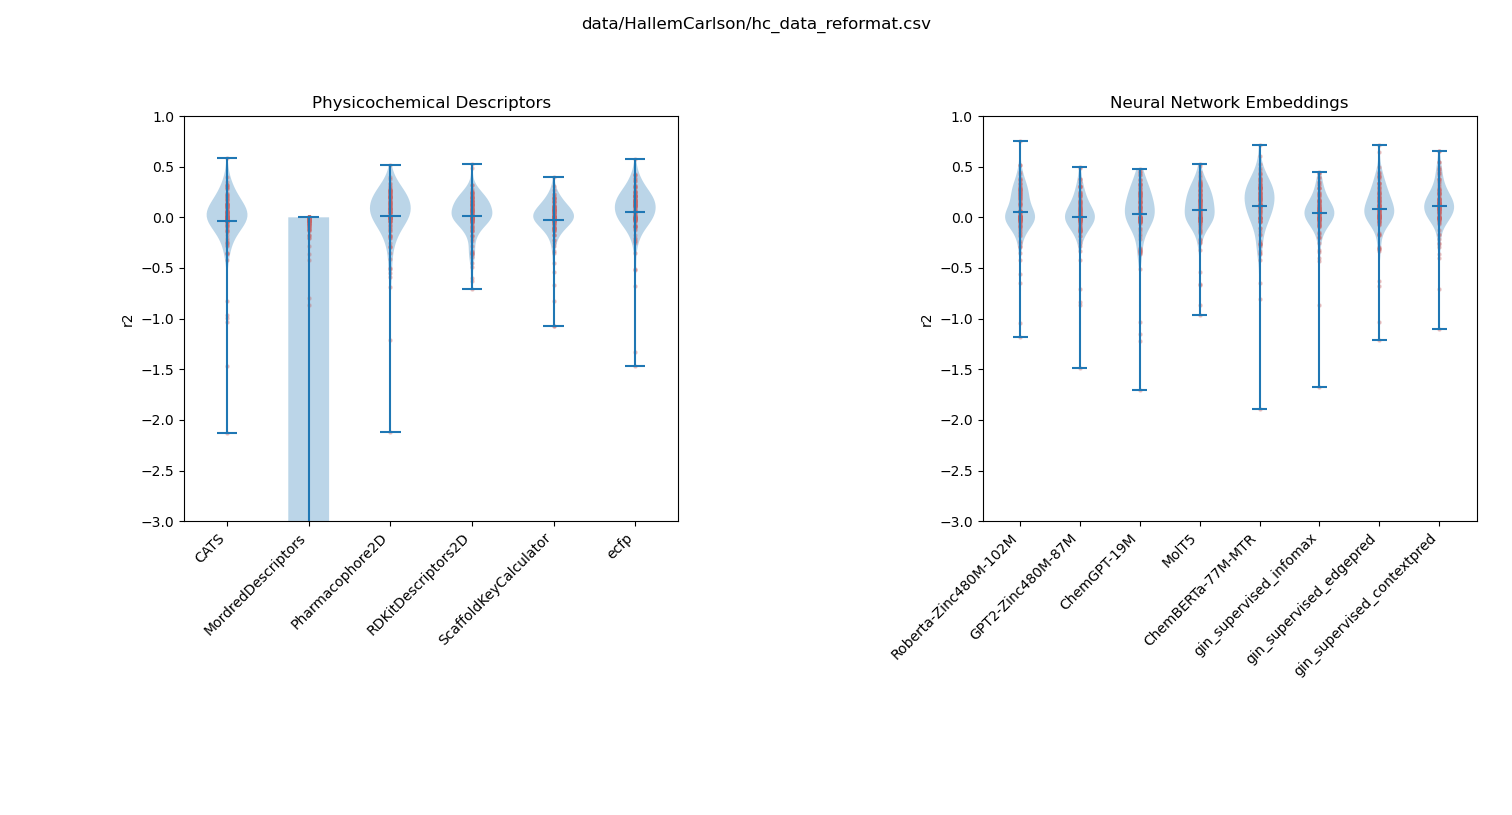 data/HallemCarlson/hc_data_reformat.csv
Physicochemical Descriptors
1.0
0.5
0.0
−0.5
−1.0
−1.5
−2.0
−2.5
−3.0
r2
CATS
MordredDescriptors
Pharmacophore2D
RDKitDescriptors2D
ScaffoldKeyCalculator
ecfp
Neural Network Embeddings
1.0
0.5
0.0
−0.5
−1.0
−1.5
−2.0
−2.5
−3.0
r2
Roberta-Zinc480M-102M
GPT2-Zinc480M-87M
ChemGPT-19M
MolT5
ChemBERTa-77M-MTR
gin_supervised_infomax
gin_supervised_edgepred
gin_supervised_contextpred